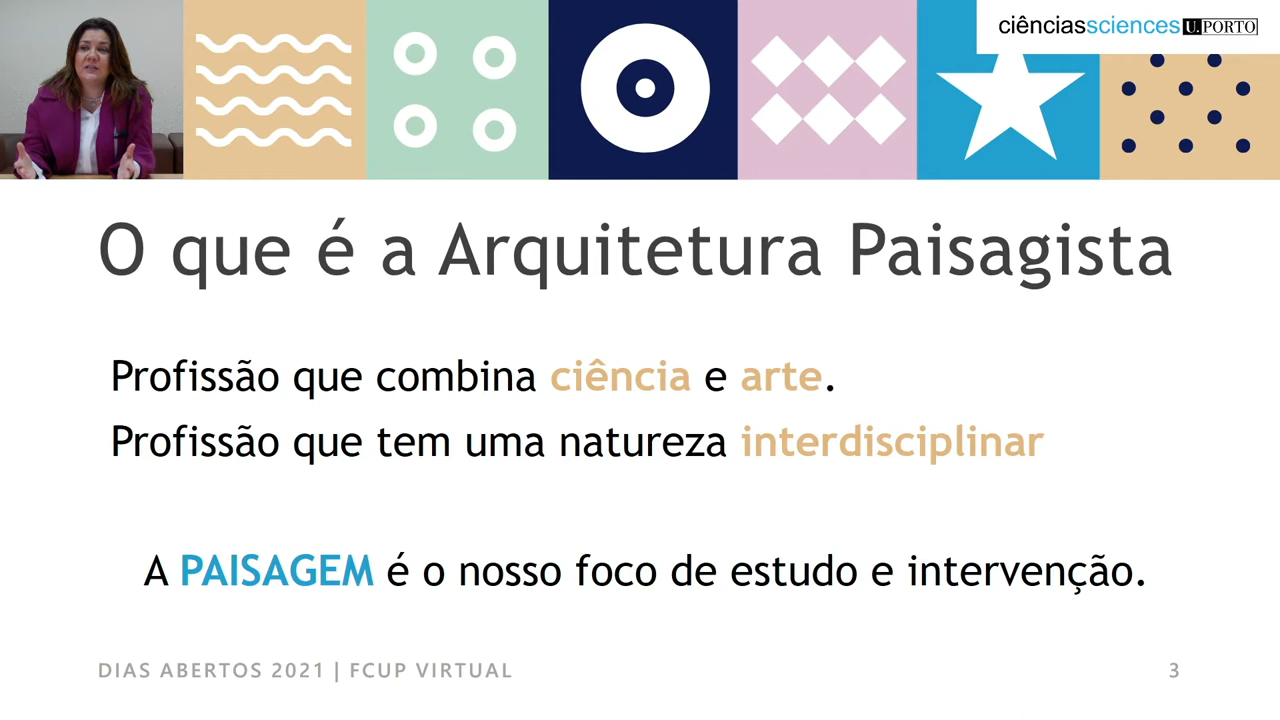 ciênciassciences U.PORTO
O que é a Arquitetura Paisagista
Profissão que combina ciência e arte.
Profissão que tem uma natureza interdisciplinar
A PAISAGEM é o nosso foco de estudo e intervenção.
DIAS ABERTOS 2021 | FCUP VIRTUAL
3